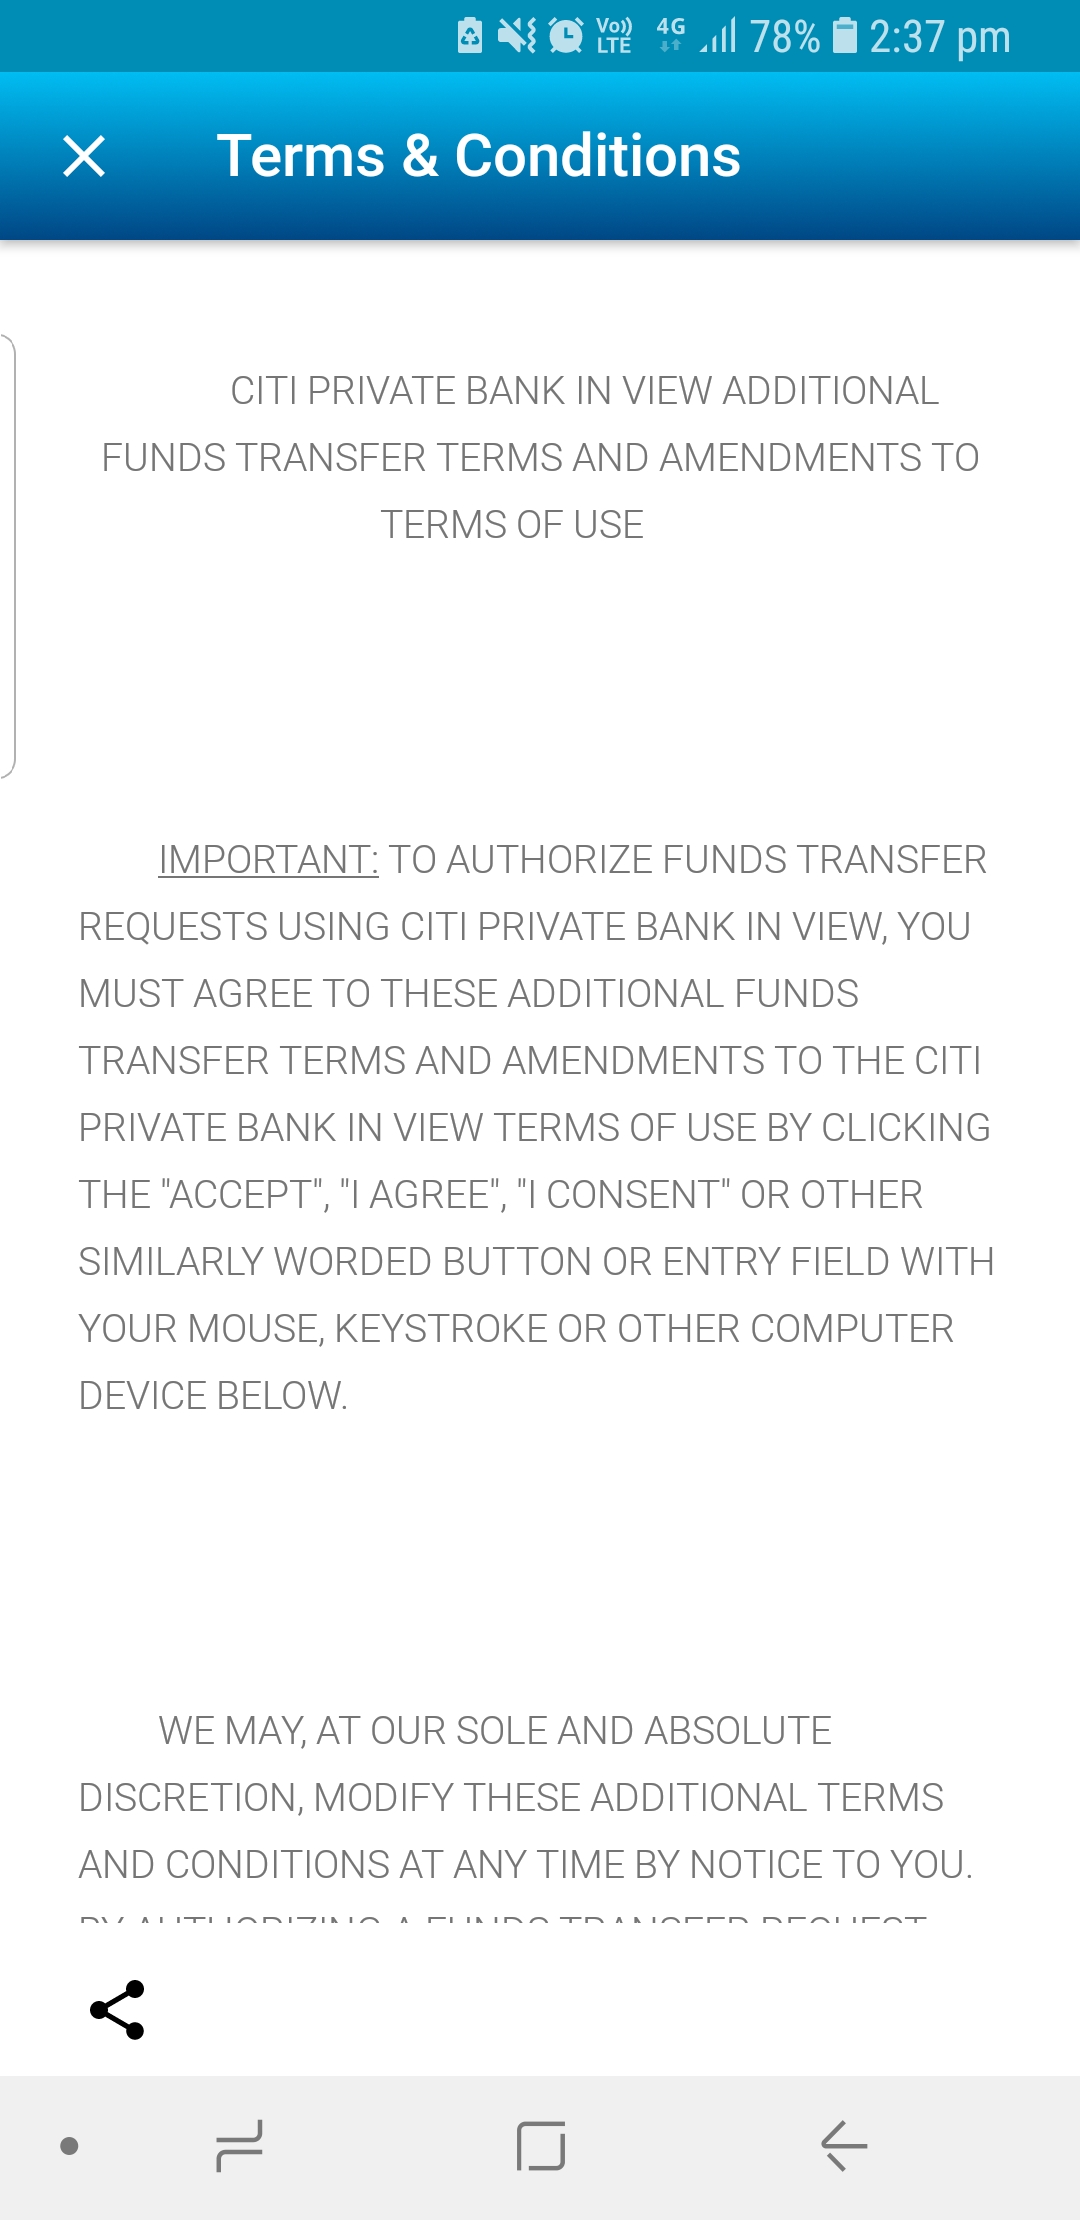 Vo)) LTE 4G 78% 2:37 pm
Terms & Conditions
CITI PRIVATE BANK IN VIEW ADDITIONAL
FUNDS TRANSFER TERMS AND AMENDMENTS TO
TERMS OF USE
IMPORTANT: TO AUTHORIZE FUNDS TRANSFER
REQUESTS USING CITI PRIVATE BANK IN VIEW, YOU
MUST AGREE TO THESE ADDITIONAL FUNDS
TRANSFER TERMS AND AMENDMENTS TO THE CITI
PRIVATE BANK IN VIEW TERMS OF USE BY CLICKING
THE "ACCEPT", "I AGREE", "I CONSENT" OR OTHER
SIMILARLY WORDED BUTTON OR ENTRY FIELD WITH
YOUR MOUSE, KEYSTROKE OR OTHER COMPUTER
DEVICE BELOW.
WE MAY, AT OUR SOLE AND ABSOLUTE
DISCRETION, MODIFY THESE ADDITIONAL TERMS
AND CONDITIONS AT ANY TIME BY NOTICE TO YOU.
BY AUTHORIZING A FUNDS TRANSFER REQUEST